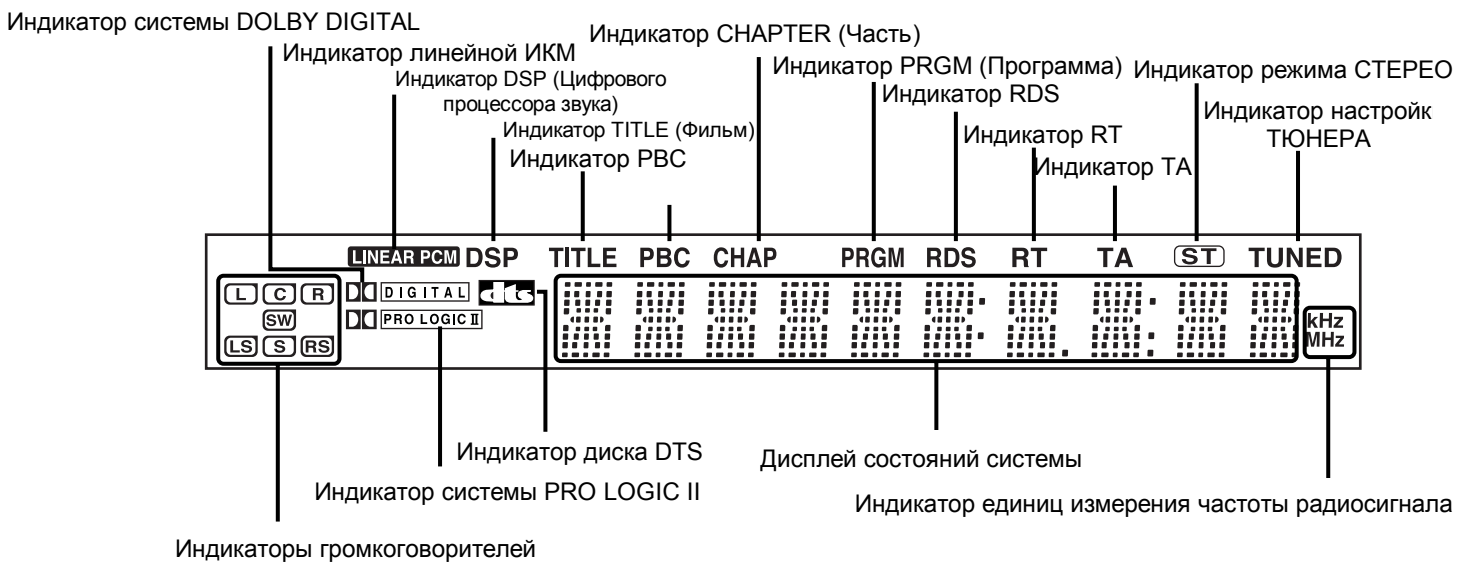 Индикатор системы DOLBY DIGITAL
Индикатор линейной ИКМ
Индикатор DSP (Цифрового
процессора звука)
Индикатор TITLE (Фильм)
Индикатор PBC
Индикатор CHAPTER (Часть)
Индикатор PRGM (Программа)
Индикатор RDS
Индикатор RT
Индикатор TA
Индикатор режима СТЕРЕО
Индикатор настройк
ТЮНЕРА
LINEAR PCM DSP TITLE PBC CHAP PRGM RDS RT TA ST TUNED
L C R DIGITAL dts
SW PRO LOGIC II
LS S RS
kHz
MHz
Индикатор диска DTS
Индикатор системы PRO LOGIC II
Индикаторы громкоговорителей
Дисплей состояний системы
Индикатор единиц измерения частоты радиосигнала